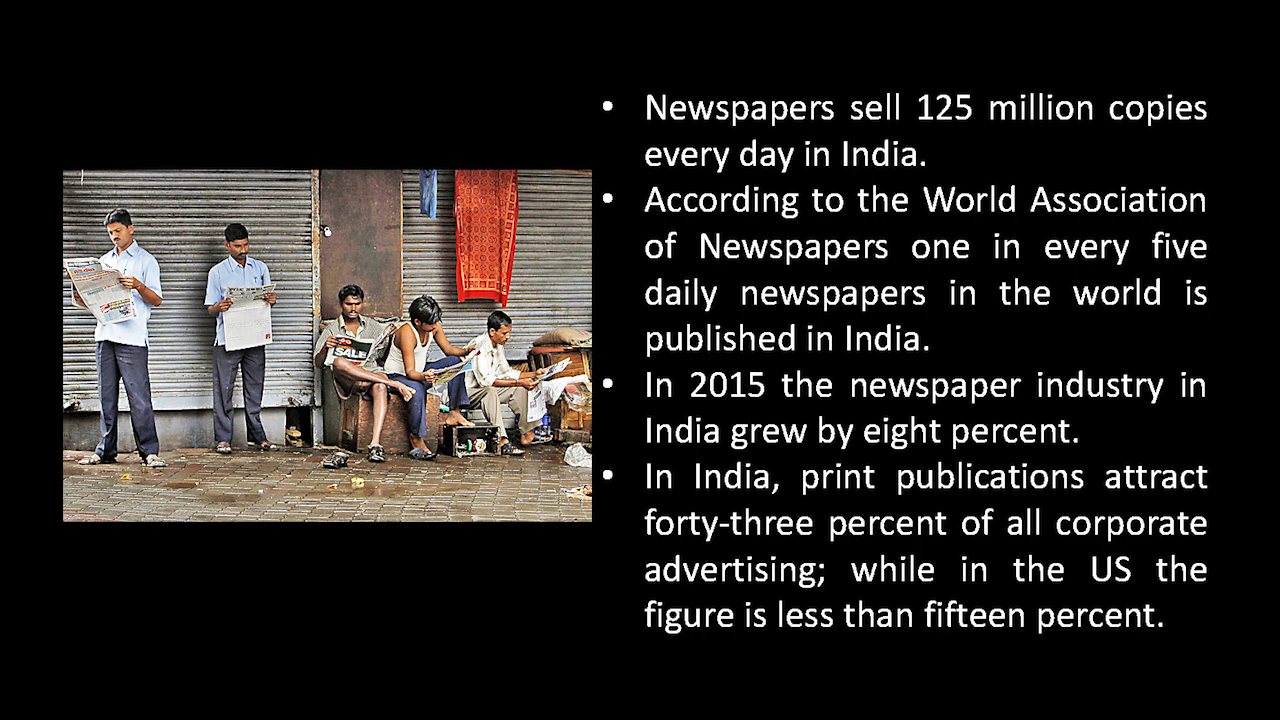 • Newspapers sell 125 million copies
every day in India.
• According to the World Association
of Newspapers one in every five
daily newspapers in the world is
published in India.
• In 2015 the newspaper industry in
India grew by eight percent.
• In India, print publications attract
forty-three percent of all corporate
advertising; while in the US the
figure is less than fifteen percent.
SALE